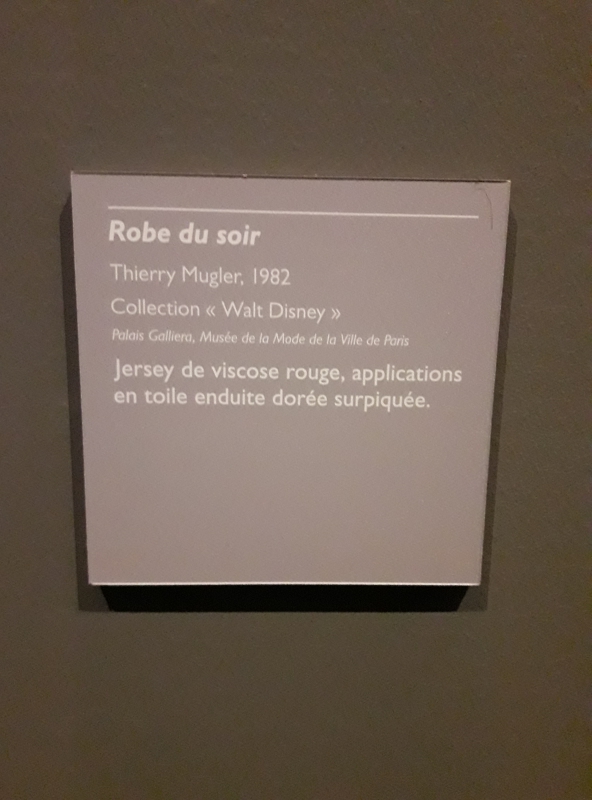 Robe du soir
Thierry Mugler, 1982
Collection « Walt Disney »
Palais Galliera, Musée de la Mode de la Ville de Paris
Jersey de viscose rouge, applications
en toile enduite dorée surpiquée.